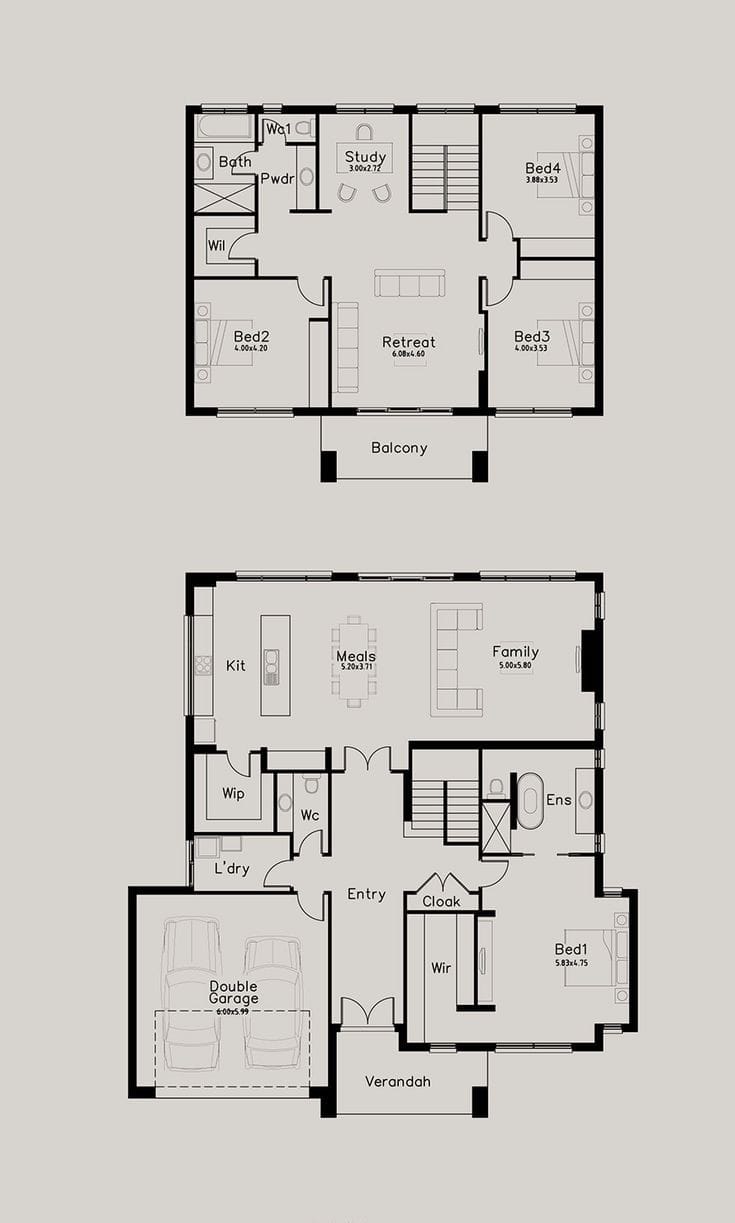 Wc1
Study
3.00x2.72
Bath
Pwdr
Bed4
3.88x3.53
Wil
Bed2
4.00x4.20
Retreat
6.08x4.60
Bed3
4.00x3.53
Balcony
Kit
Meals
5.20x3.71
Family
5.00x5.80
Wip
Wc
Ens
L'dry
Entry
Cloak
Bed1
5.83x4.75
Wir
Double
Garage
6.00x5.99
Verandah